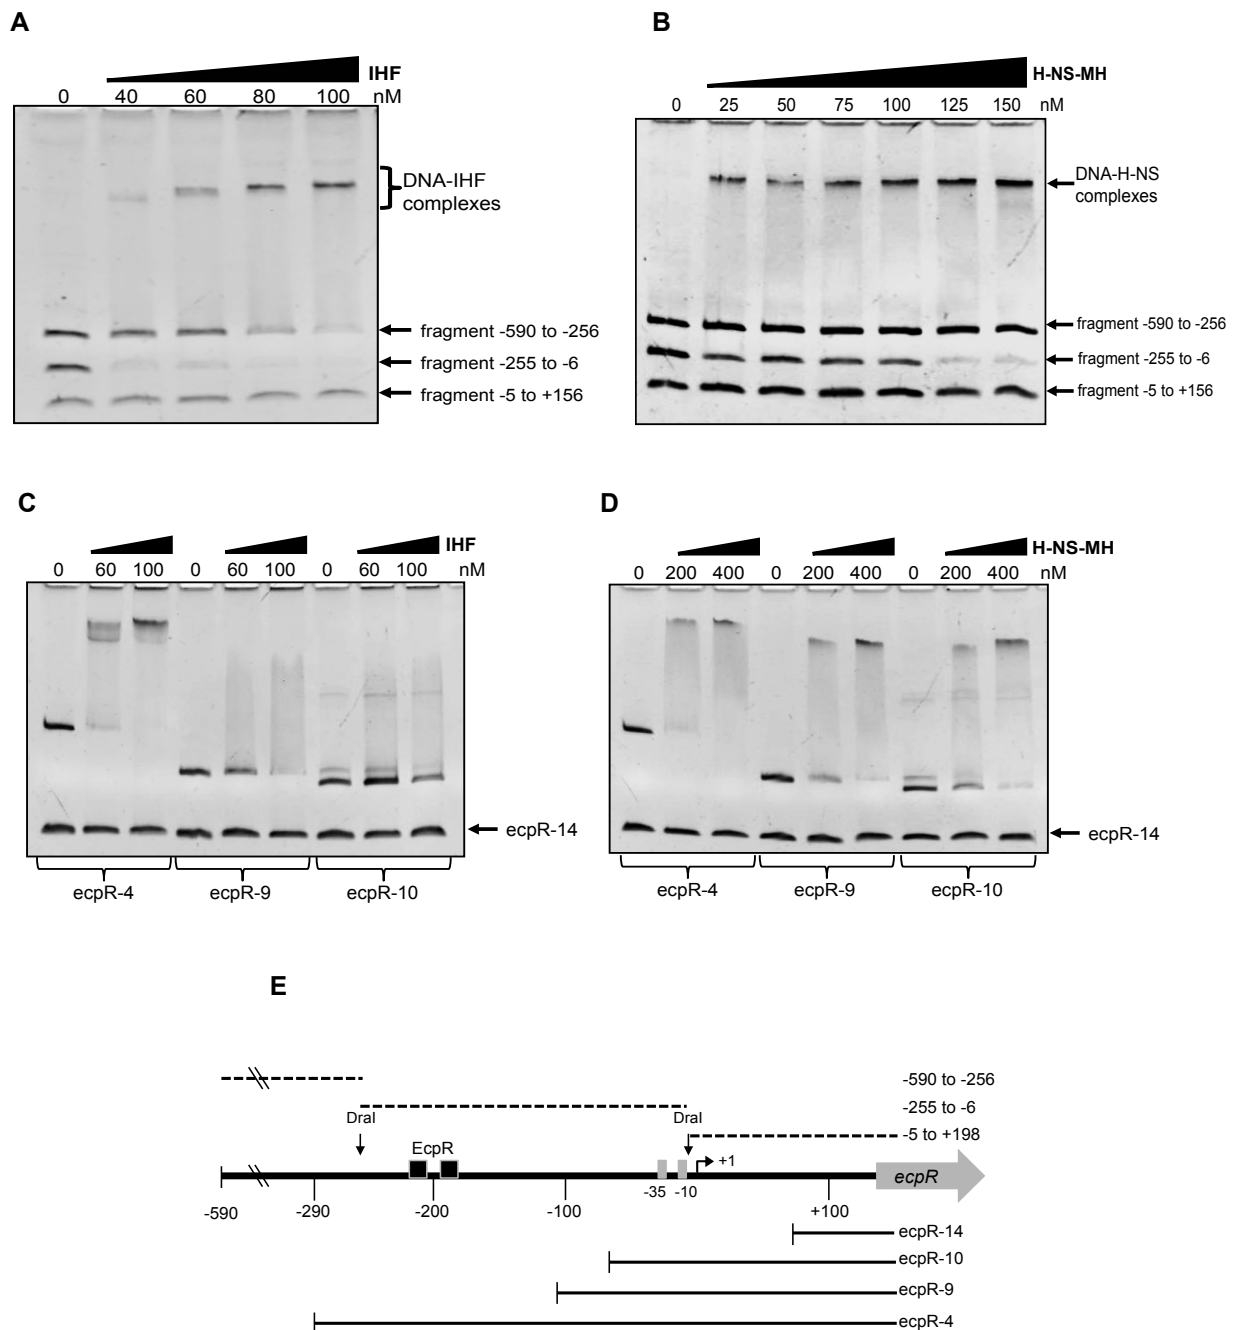 A
IHF
0 40 60 80 100 nM
DNA-IHF
complexes
fragment -590 to -256
fragment -255 to -6
fragment -5 to +156
B
H-NS-MH
0 25 50 75 100 125 150 nM
DNA-H-NS
complexes
fragment -590 to -256
fragment -255 to -6
fragment -5 to +156
C
IHF
0 60 100 0 60 100 0 60 100 nM
ecpR-14
ecpR-4 ecpR-9 ecpR-10
D
H-NS-MH
0 200 400 0 200 400 0 200 400 nM
ecpR-14
ecpR-4 ecpR-9 ecpR-10
E
-590 to -256
-255 to -6
DraI DraI
-5 to +198
EcpR
+1
ecpR
-35 -10
-590 -290 -200 -100 +100
ecpR-14
ecpR-10
ecpR-9
ecpR-4